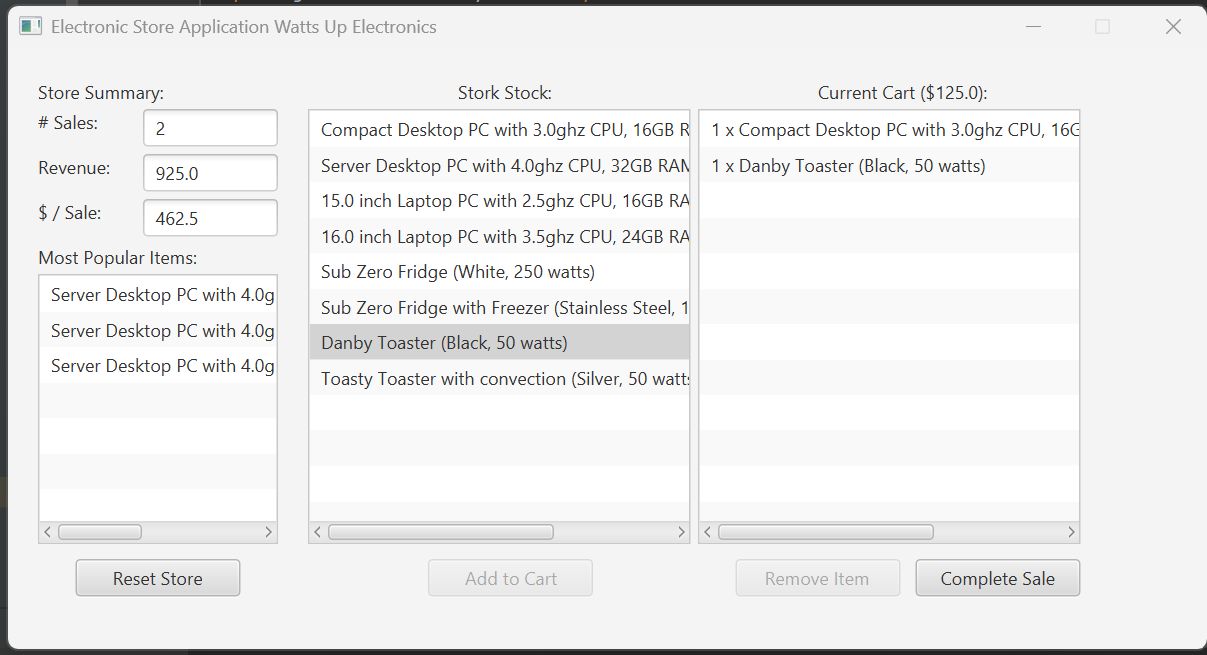 Electronic Store Application Watts Up Electronics
Store Summary:
# Sales:
2
Revenue:
925.0
$ / Sale:
462.5
Most Popular Items:
Server Desktop PC with 4.0g
Server Desktop PC with 4.0g
Server Desktop PC with 4.0g
Reset Store
Stork Stock:
Compact Desktop PC with 3.0ghz CPU, 16GB R
Server Desktop PC with 4.0ghz CPU, 32GB RAM
15.0 inch Laptop PC with 2.5ghz CPU, 16GB RA
16.0 inch Laptop PC with 3.5ghz CPU, 24GB RA
Sub Zero Fridge (White, 250 watts)
Sub Zero Fridge with Freezer (Stainless Steel, 1
Danby Toaster (Black, 50 watts)
Toasty Toaster with convection (Silver, 50 watts
Add to Cart
Current Cart ($125.0):
1 x Compact Desktop PC with 3.0ghz CPU, 16G
1 x Danby Toaster (Black, 50 watts)
Remove Item
Complete Sale